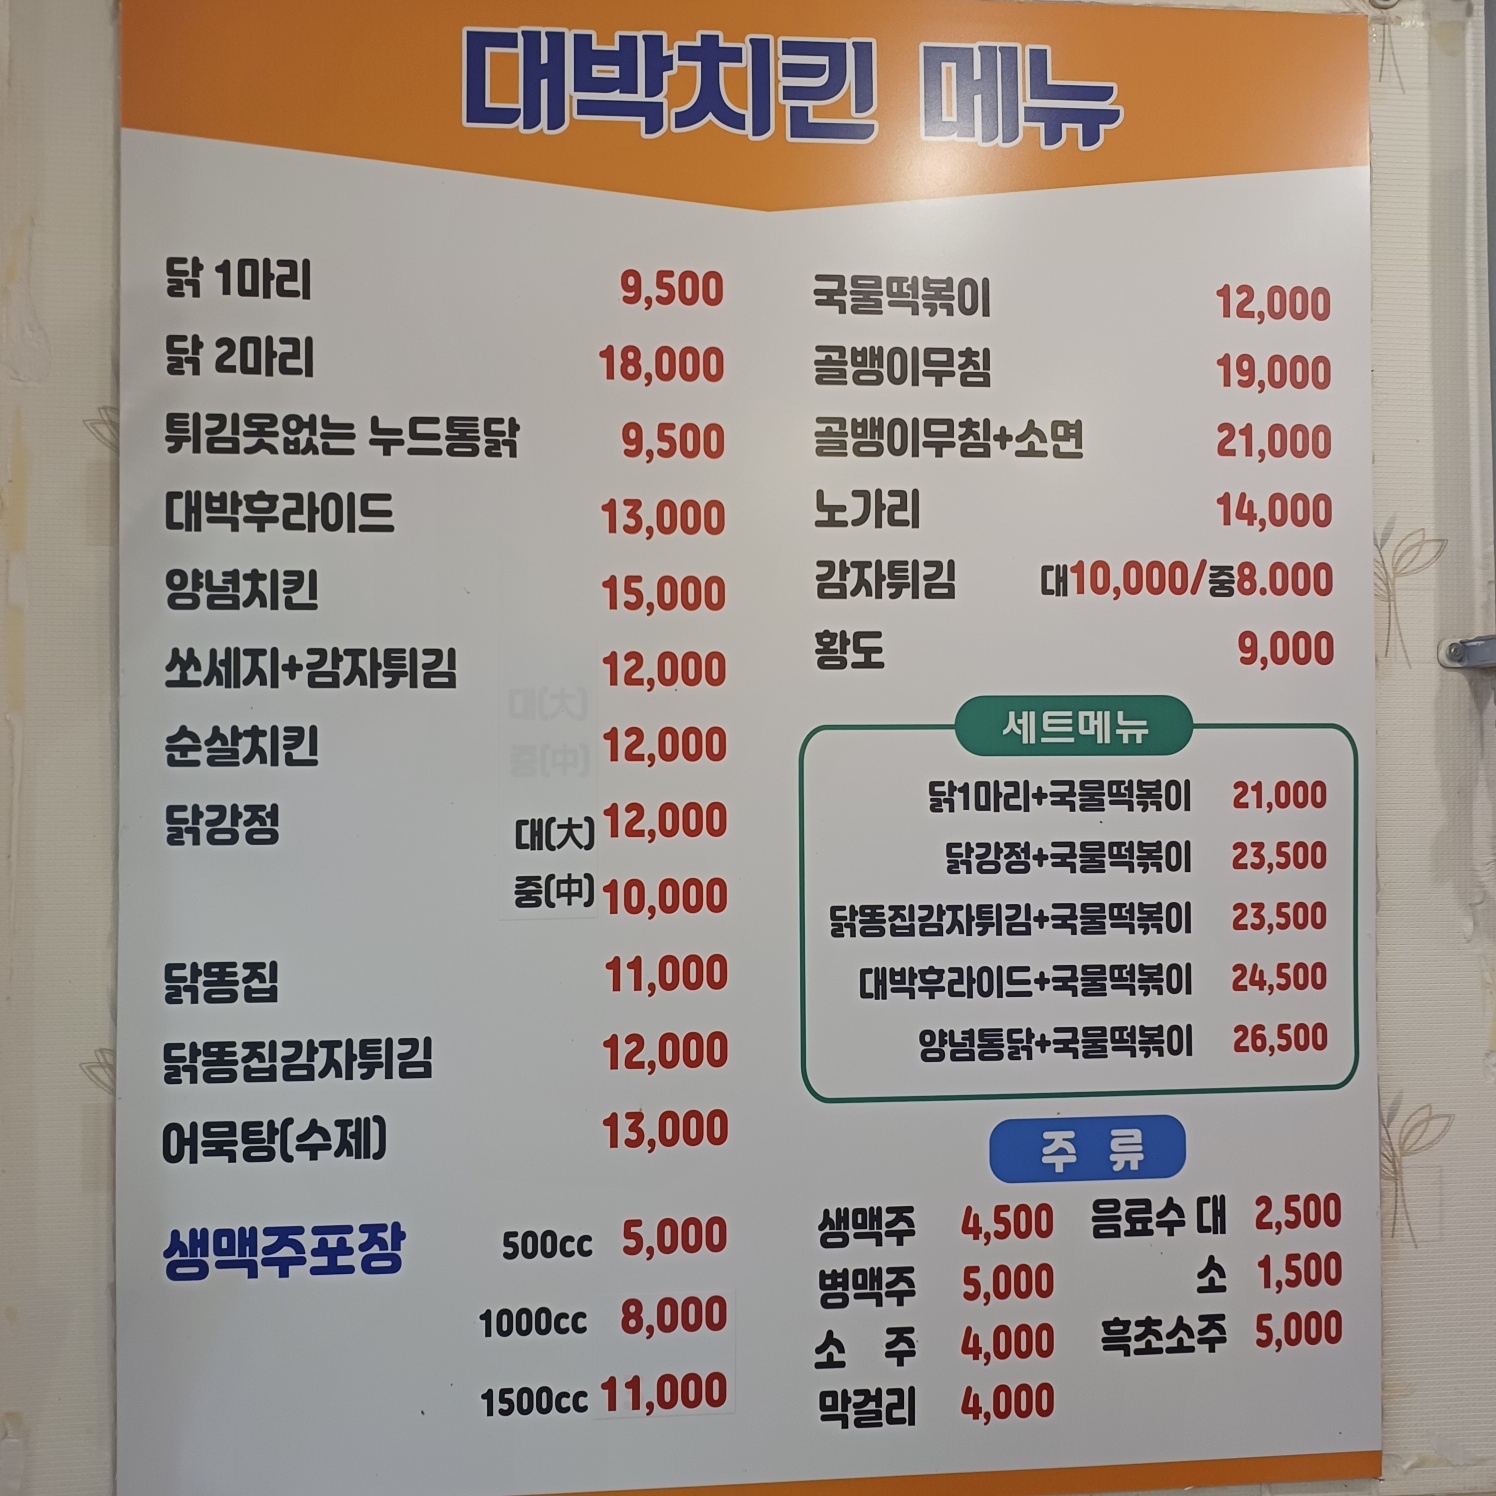 대박치킨 메뉴
닭 1마리 9,500
닭 2마리 18,000
튀김옷없는 누드통닭 9,500
대박후라이드 13,000
양념치킨 15,000
쏘세지+감자튀김 12,000
대(大)
순살치킨 12,000
중(中)
닭강정 대(大) 12,000
중(中) 10,000
닭똥집 11,000
닭똥집감자튀김 12,000
어묵탕(수제) 13,000
생맥주포장 500cc 5,000
1000cc 8,000
1500cc 11,000
국물떡볶이 12,000
골뱅이무침 19,000
골뱅이무침+소면 21,000
노가리 14,000
감자튀김 대10,000/중8.000
황도 9,000
세트메뉴
닭1마리+국물떡볶이 21,000
닭강정+국물떡볶이 23,500
닭똥집감자튀김+국물떡볶이 23,500
대박후라이드+국물떡볶이 24,500
양념통닭+국물떡볶이 26,500
주 류
생맥주 4,500 음료수 대 2,500
병맥주 5,000 소 1,500
소 주 4,000 흑초소주 5,000
막걸리 4,000